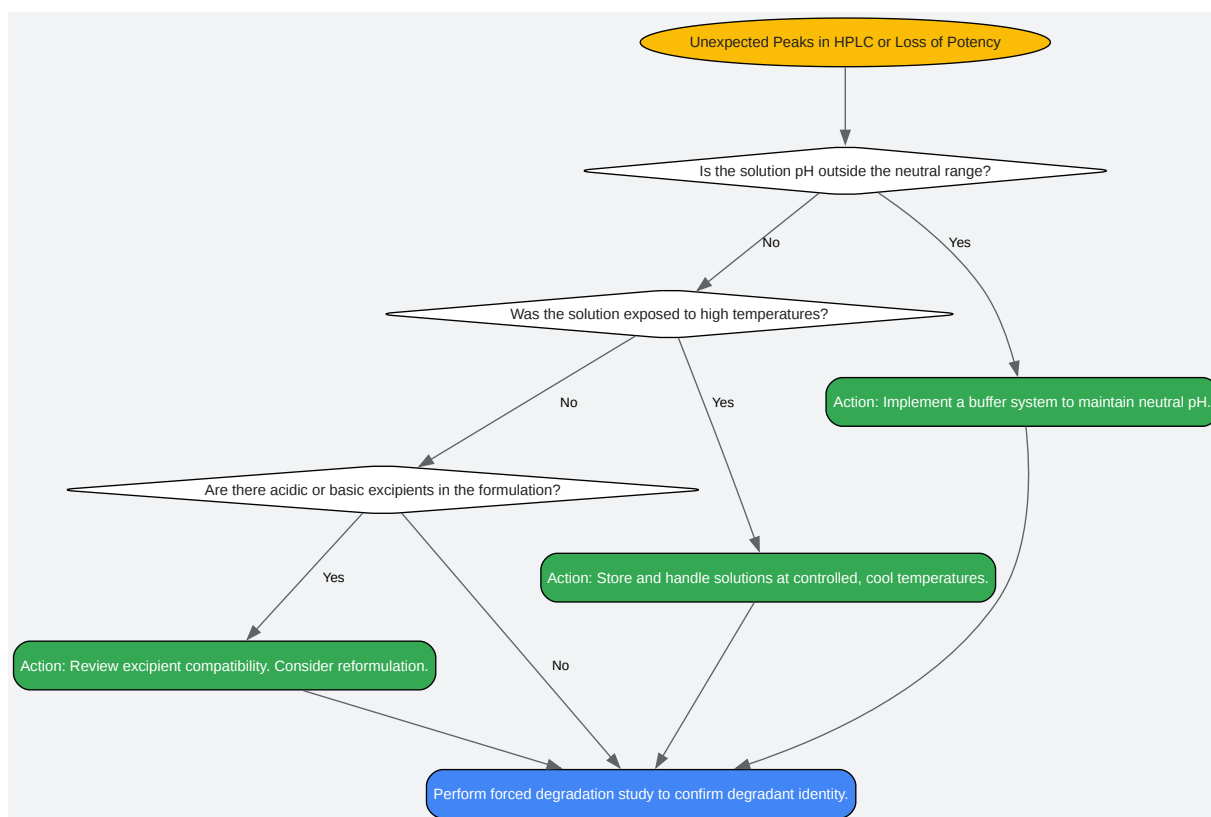 Unexpected Peaks in HPLC or Loss of Potency
Is the solution pH outside the neutral range?
No
Yes
Was the solution exposed to high temperatures?
No
Yes
Action: Implement a buffer system to maintain neutral pH.
Are there acidic or basic excipients in the formulation?
Yes
Action: Store and handle solutions at controlled, cool temperatures.
No
Action: Review excipient compatibility. Consider reformulation.
Perform forced degradation study to confirm degradant identity.